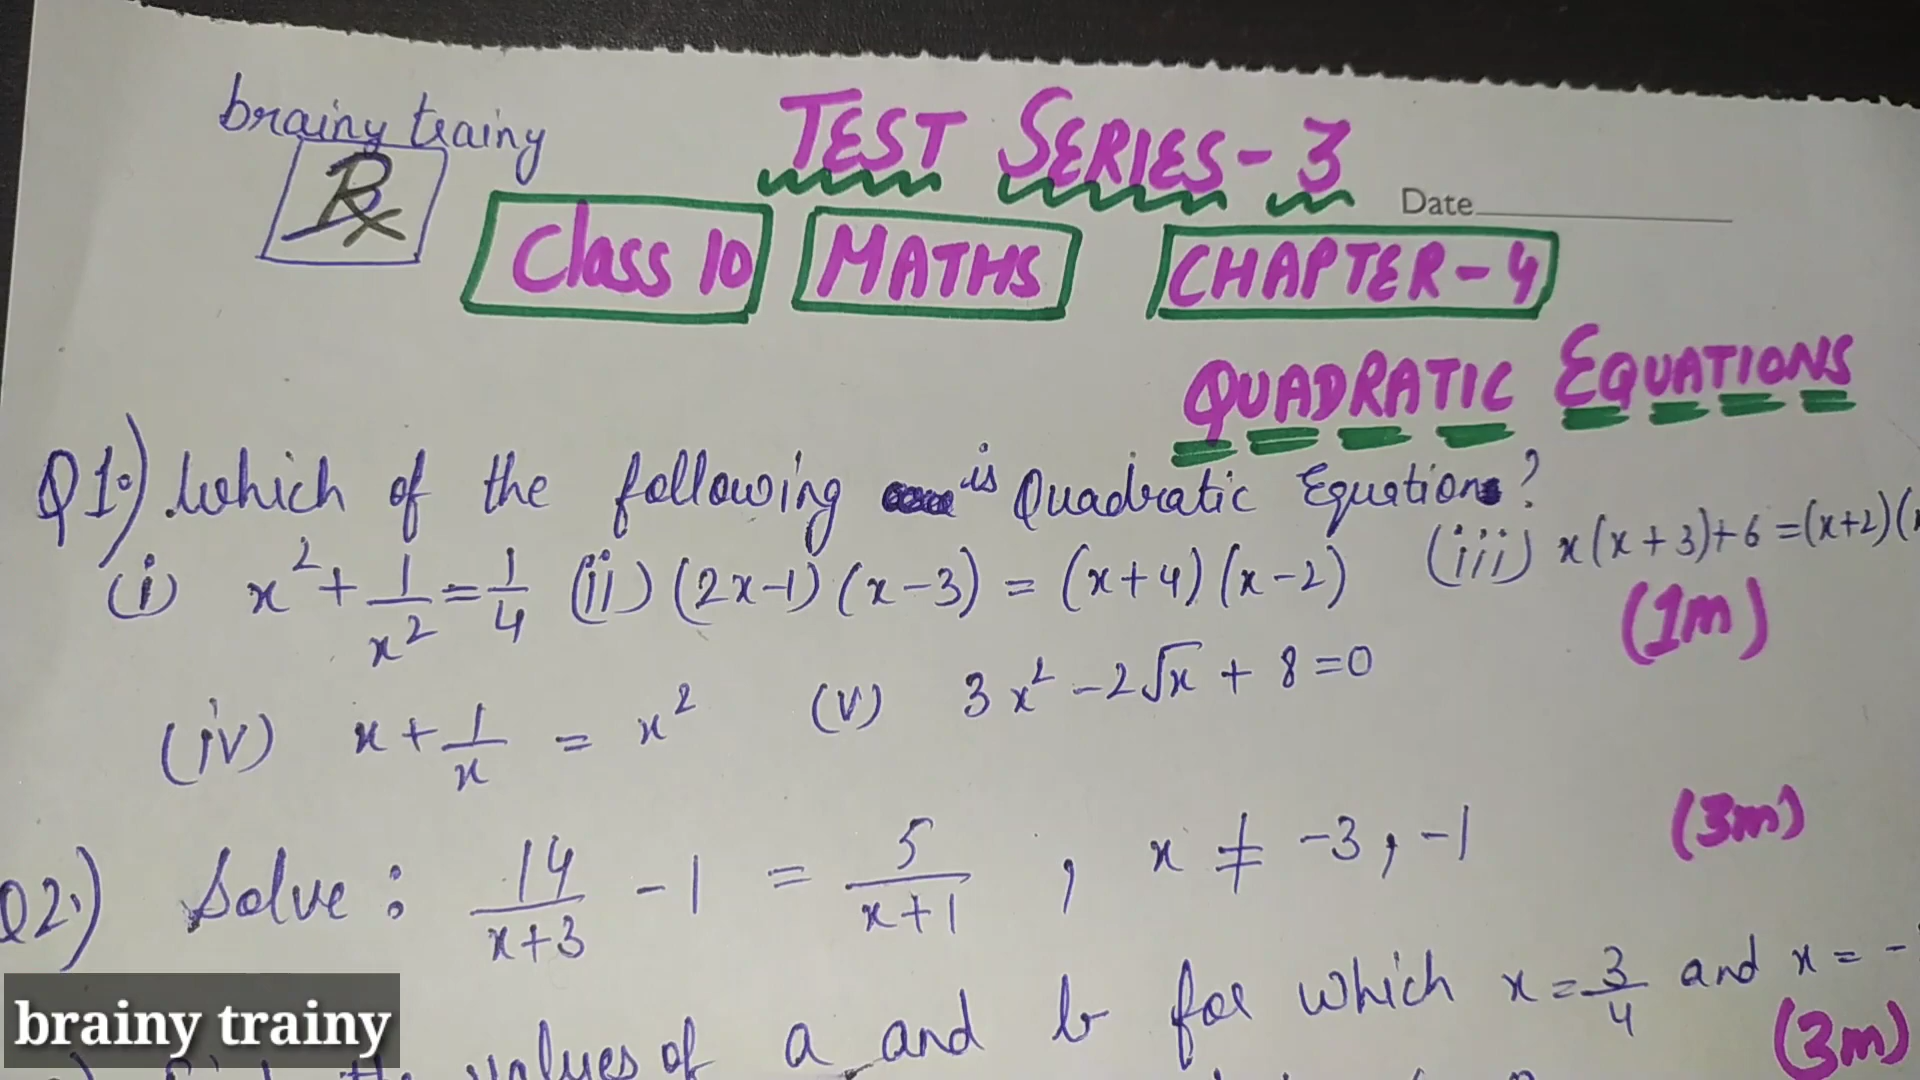 brainy trainy
Bx
TEST SERIES-3
Date
Class 10 MATHS CHAPTER-4
QUADRATIC EQUATIONS
Q1.) which of the following is Quadratic Equation?
(i) x² + 1/x² = 1/4 (ii) (2x-1)(x-3) = (x+4)(x-2) (iii) x(x+3)+6 = (x+2)(
(1m)
(iv) x + 1/x = x² (v) 3x² - 2√x + 8 = 0
(3m)
Q2.) Solve : 14/(x+3) - 1 = 5/(x+1) , x ≠ -3, -1
values of a and b for which x = 3/4 and x = -
(3m)
brainy trainy